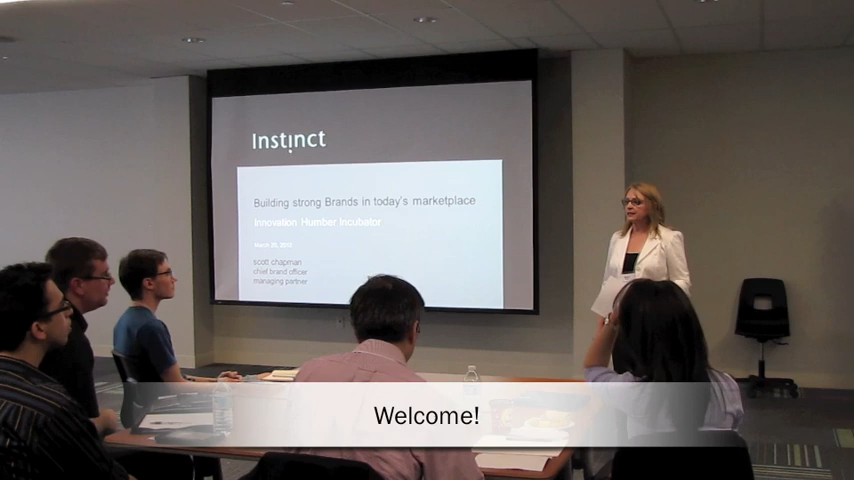 Instinct
Building strong Brands in today's marketplace
Innovation Humber Incubator
scott chapman
chief brand officer
managing partner
Welcome!